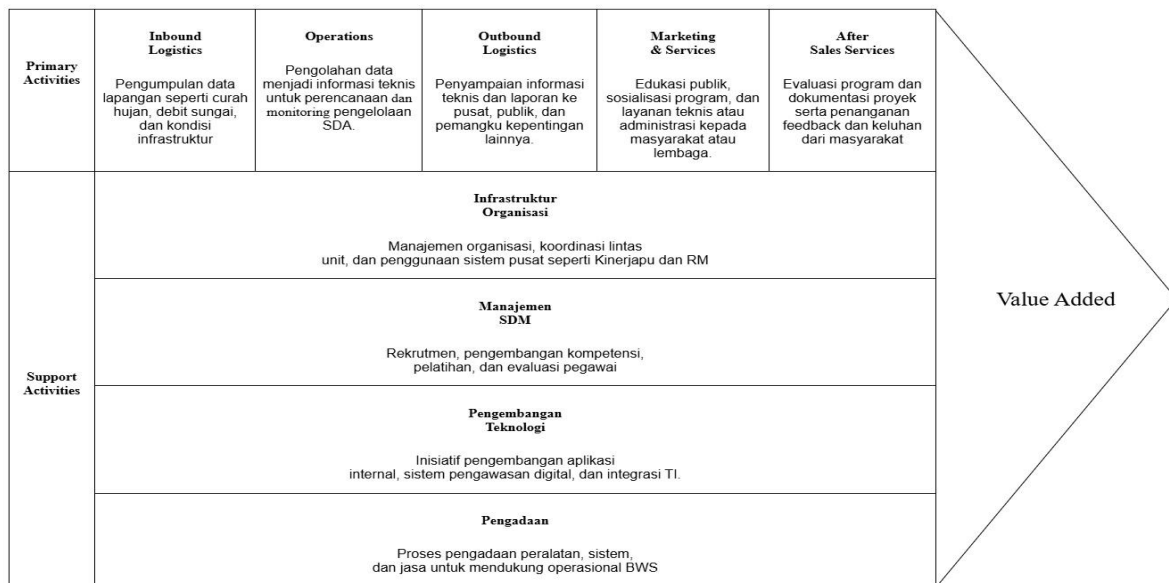 Primary
Activities
Inbound
Logistics
Pengumpulan data
lapangan seperti curah
hujan, debit sungai,
dan kondisi
infrastruktur
Operations
Pengolahan data
menjadi informasi teknis
untuk perencanaan dan
monitoring pengelolaan
SDA.
Outbound
Logistics
Penyampaian informasi
teknis dan laporan ke
pusat, publik, dan
pemangku kepentingan
lainnya.
Marketing
& Services
Edukasi publik,
sosialisasi program, dan
layanan teknis atau
administrasi kepada
masyarakat atau
lembaga.
After
Sales Services
Evaluasi program dan
dokumentasi proyek
serta penanganan
feedback dan keluhan
dari masyarakat
Support
Activities
Infrastruktur
Organisasi
Manajemen organisasi, koordinasi lintas
unit, dan penggunaan sistem pusat seperti Kinerjapu dan RM
Manajemen
SDM
Rekrutmen, pengembangan kompetensi,
pelatihan, dan evaluasi pegawai
Pengembangan
Teknologi
Inisiatif pengembangan aplikasi
internal, sistem pengawasan digital, dan integrasi TI.
Pengadaan
Proses pengadaan peralatan, sistem,
dan jasa untuk mendukung operasional BWS
Value Added